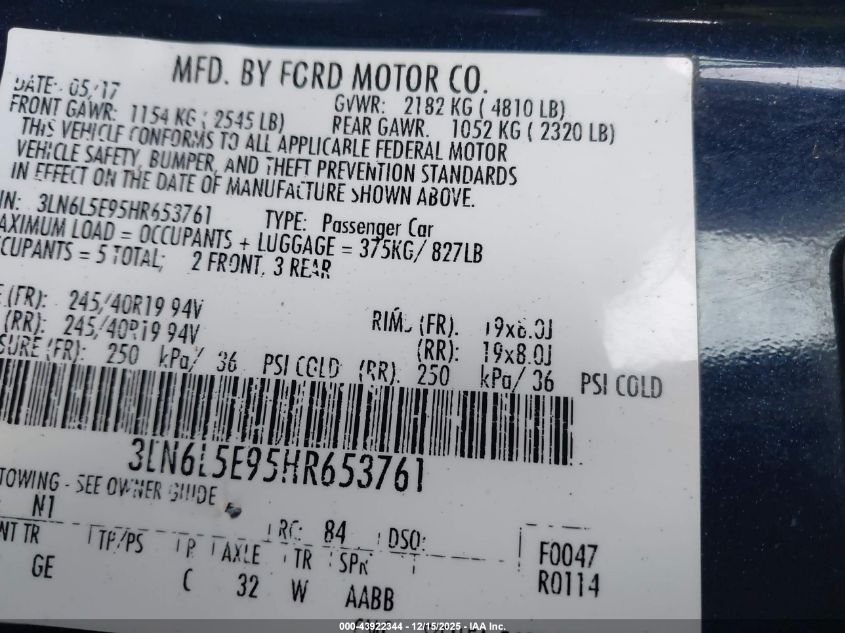 MFD. BY FORD MOTOR CO.
DATE: 05/17 GVWR: 2182 KG ( 4810 LB)
FRONT GAWR: 1154 KG ( 2545 LB) REAR GAWR: 1052 KG ( 2320 LB)
THIS VEHICLE CONFORMS TO ALL APPLICABLE FEDERAL MOTOR
VEHICLE SAFETY, BUMPER, AND THEFT PREVENTION STANDARDS
IN EFFECT ON THE DATE OF MANUFACTURE SHOWN ABOVE.
IN: 3LN6L5E95HR653761 TYPE: Passenger Car
AXIMUM LOAD = OCCUPANTS + LUGGAGE = 375KG/ 827LB
CUPANTS = 5 TOTAL; 2 FRONT, 3 REAR
E (FR): 245/40R19 94V RIMS (FR): 19x8.0J
(RR): 245/40R19 94V (RR): 19x8.0J
SURE (FR): 250 kPa/ 36 PSI COLD (RR): 250 kPa/ 36 PSI COLD
3LN6L5E95HR653761
TOWING - SEE OWNER GUIDE
N1 RC: 84 DSO: F0047
NT TR TP/PS R AXLE TR SPR R0114
GE C 32 W AABB
000-43922344 - 12/15/2025 - IAA Inc.